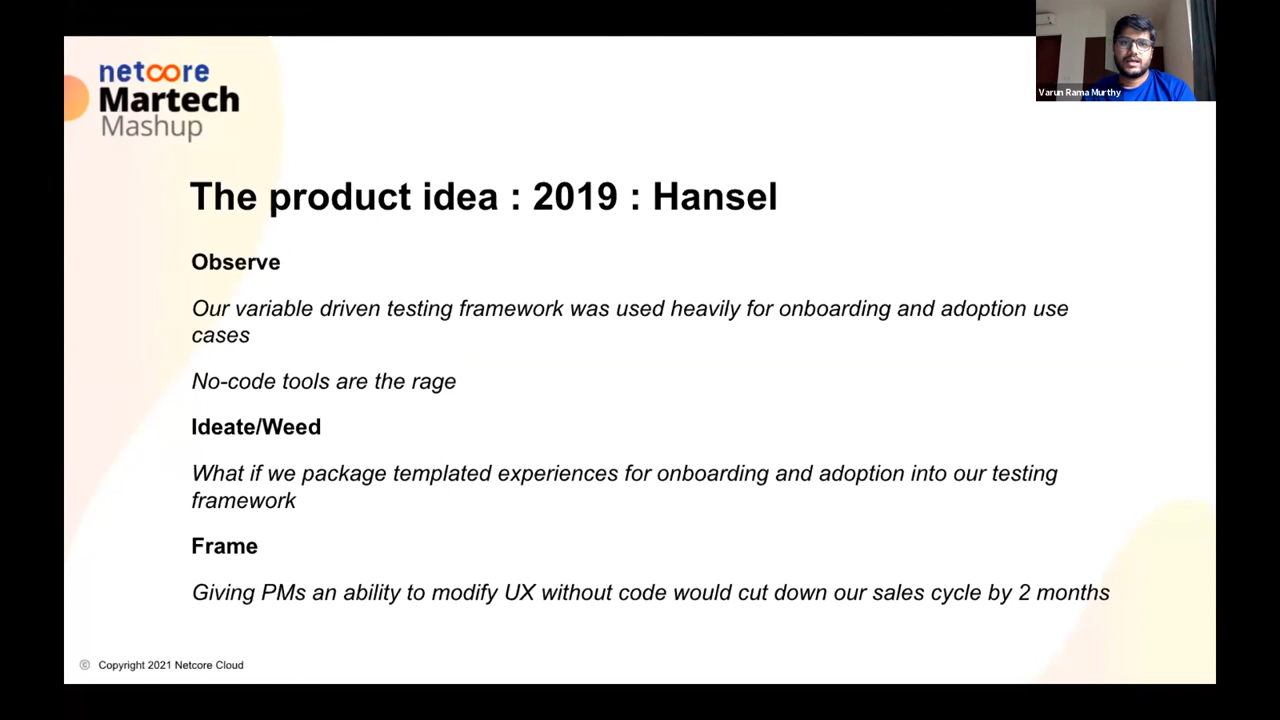 netcore
Martech
Mashup
Varun Rama Murthy
The product idea : 2019 : Hansel
Observe
Our variable driven testing framework was used heavily for onboarding and adoption use
cases
No-code tools are the rage
Ideate/Weed
What if we package templated experiences for onboarding and adoption into our testing
framework
Frame
Giving PMs an ability to modify UX without code would cut down our sales cycle by 2 months
© Copyright 2021 Netcore Cloud